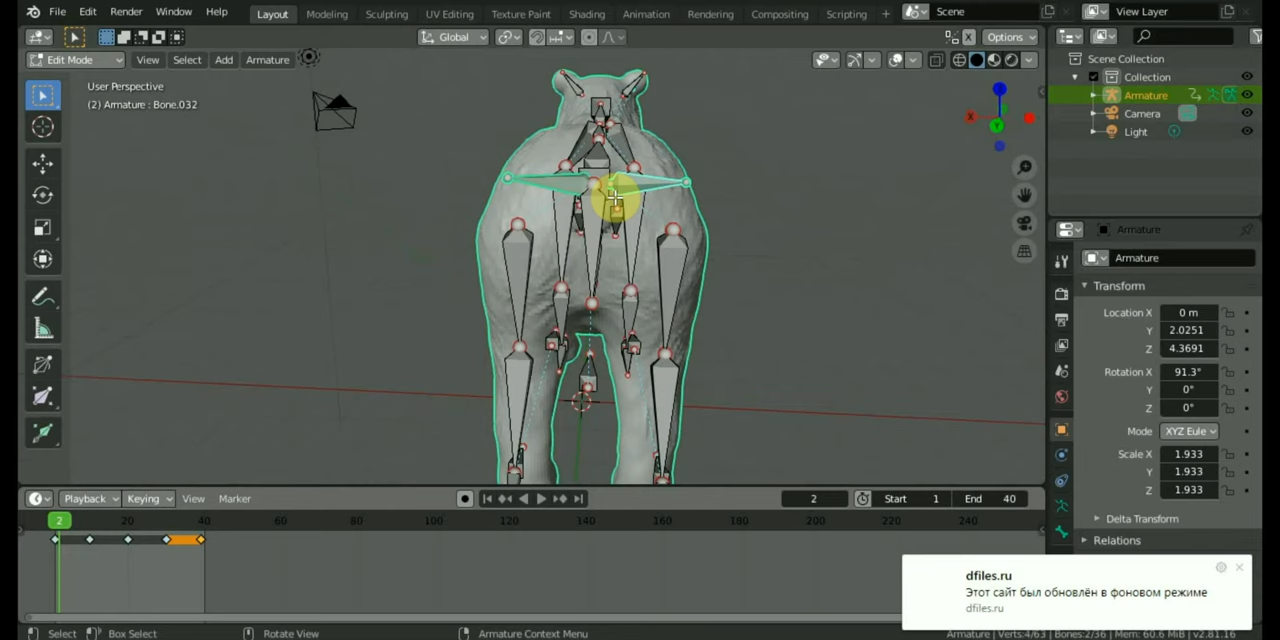 File Edit Render Window Help Layout Modeling Sculpting UV Editing Texture Paint Shading Animation Rendering Compositing Scripting + Scene View Layer
Global Options
Edit Mode View Select Add Armature
User Perspective
(2) Armature : Bone.032
X
Y
Scene Collection
Collection
Armature
Camera
Light
Armature
Armature
Transform
Location X 0 m
Y 2.0251
Z 4.3691
Rotation X 91.3°
Y 0°
Z 0°
Mode XYZ Eule
Scale X 1.933
Y 1.933
Z 1.933
Delta Transform
Relations
Playback Keying View Marker 2 Start 1 End 40
2 20 40 60 80 100 120 140 160 180 200 220 240
dfiles.ru
Этот сайт был обновлён в фоновом режиме
dfiles.ru
Select Box Select Rotate View Armature Context Menu Armature | Verts:4/63 | Bones:2/36 | Mem: 60.6 MiB | v2.81.16